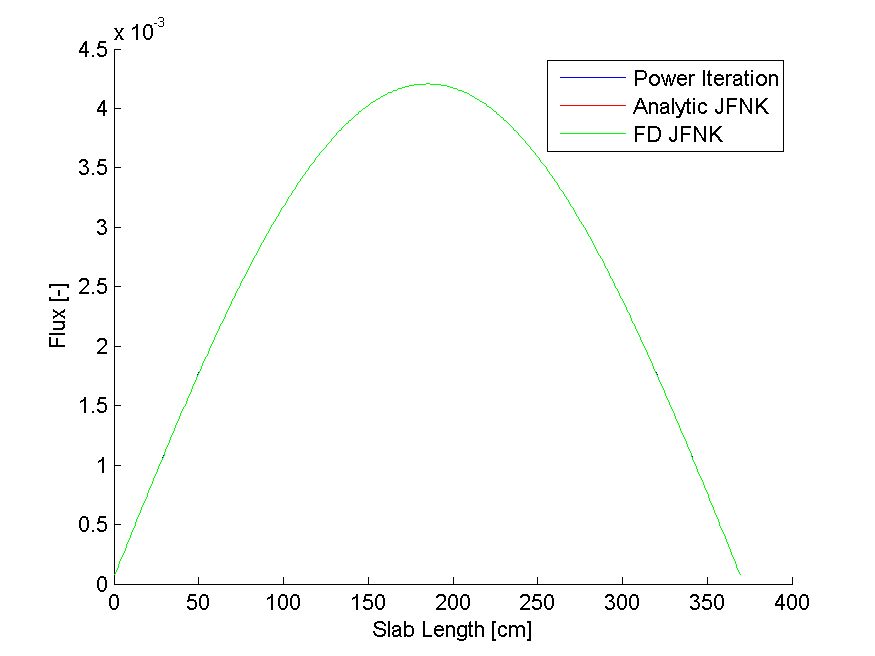 x 10-3
4.5
4
3.5
3
2.5
2
1.5
1
0.5
0
0 50 100 150 200 250 300 350 400
Flux [-]
Slab Length [cm]
Power Iteration
Analytic JFNK
FD JFNK